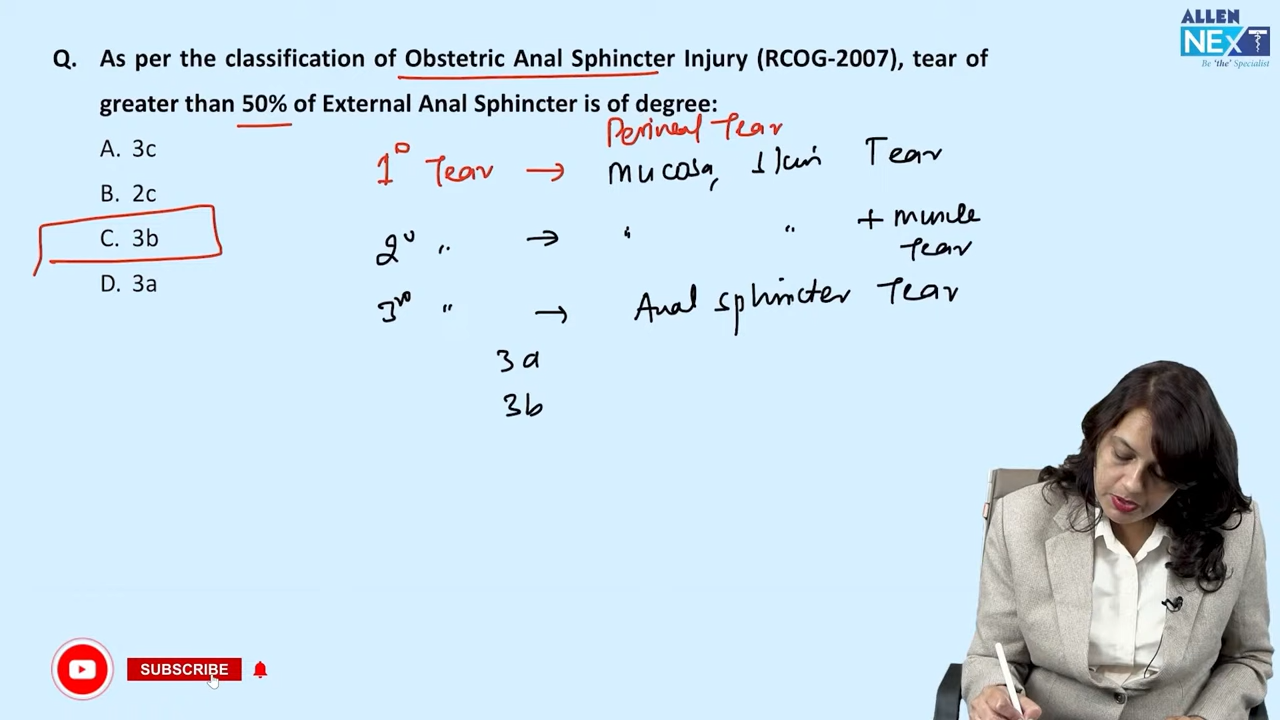 ALLEN
NEXT
Be 'the' Specialist
Q. As per the classification of Obstetric Anal Sphincter Injury (RCOG-2007), tear of
greater than 50% of External Anal Sphincter is of degree:
A. 3c
B. 2c
C. 3b
D. 3a
Perineal Tear
1° Tear → mucosa, skin Tear
2° " → " " + muscle
Tear
3rd " → Anal sphincter Tear
3a
3b
SUBSCRIBE